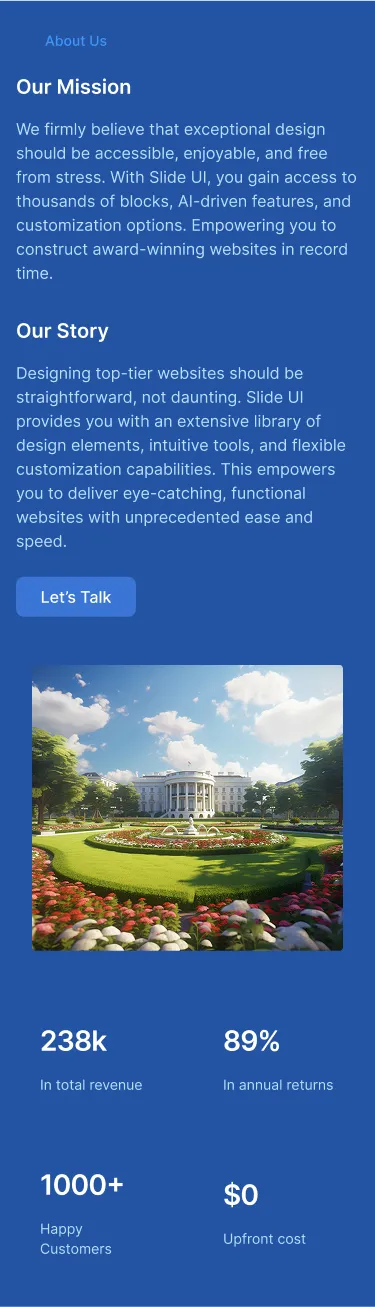 About Us
Our Mission
We firmly believe that exceptional design
should be accessible, enjoyable, and free
from stress. With Slide UI, you gain access to
thousands of blocks, AI-driven features, and
customization options. Empowering you to
construct award-winning websites in record
time.
Our Story
Designing top-tier websites should be
straightforward, not daunting. Slide UI
provides you with an extensive library of
design elements, intuitive tools, and flexible
customization capabilities. This empowers
you to deliver eye-catching, functional
websites with unprecedented ease and
speed.
Let’s Talk
238k
In total revenue
89%
In annual returns
1000+
Happy
Customers
$0
Upfront cost